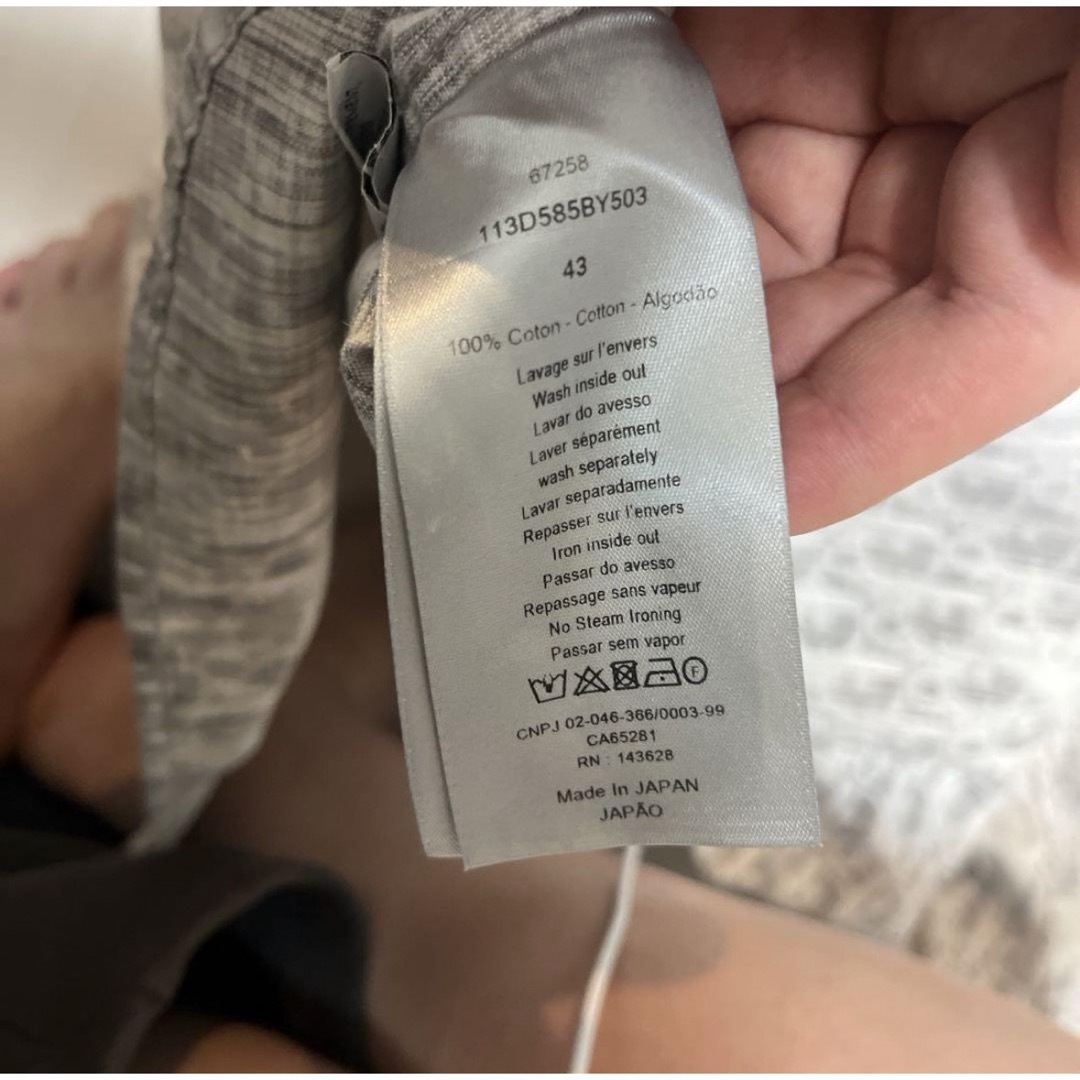 67258
113D585BY503
43
100% Coton - Cotton - Algodão
Lavage sur l'envers
Wash inside out
Lavar do avesso
Laver séparément
wash separately
Lavar separadamente
Repasser sur l'envers
Iron inside out
Passar do avesso
Repassage sans vapeur
No Steam Ironing
Passar sem vapor
F
CNPJ 02-046-366/0003-99
CA65281
RN : 143628
Made In JAPAN
JAPÃO